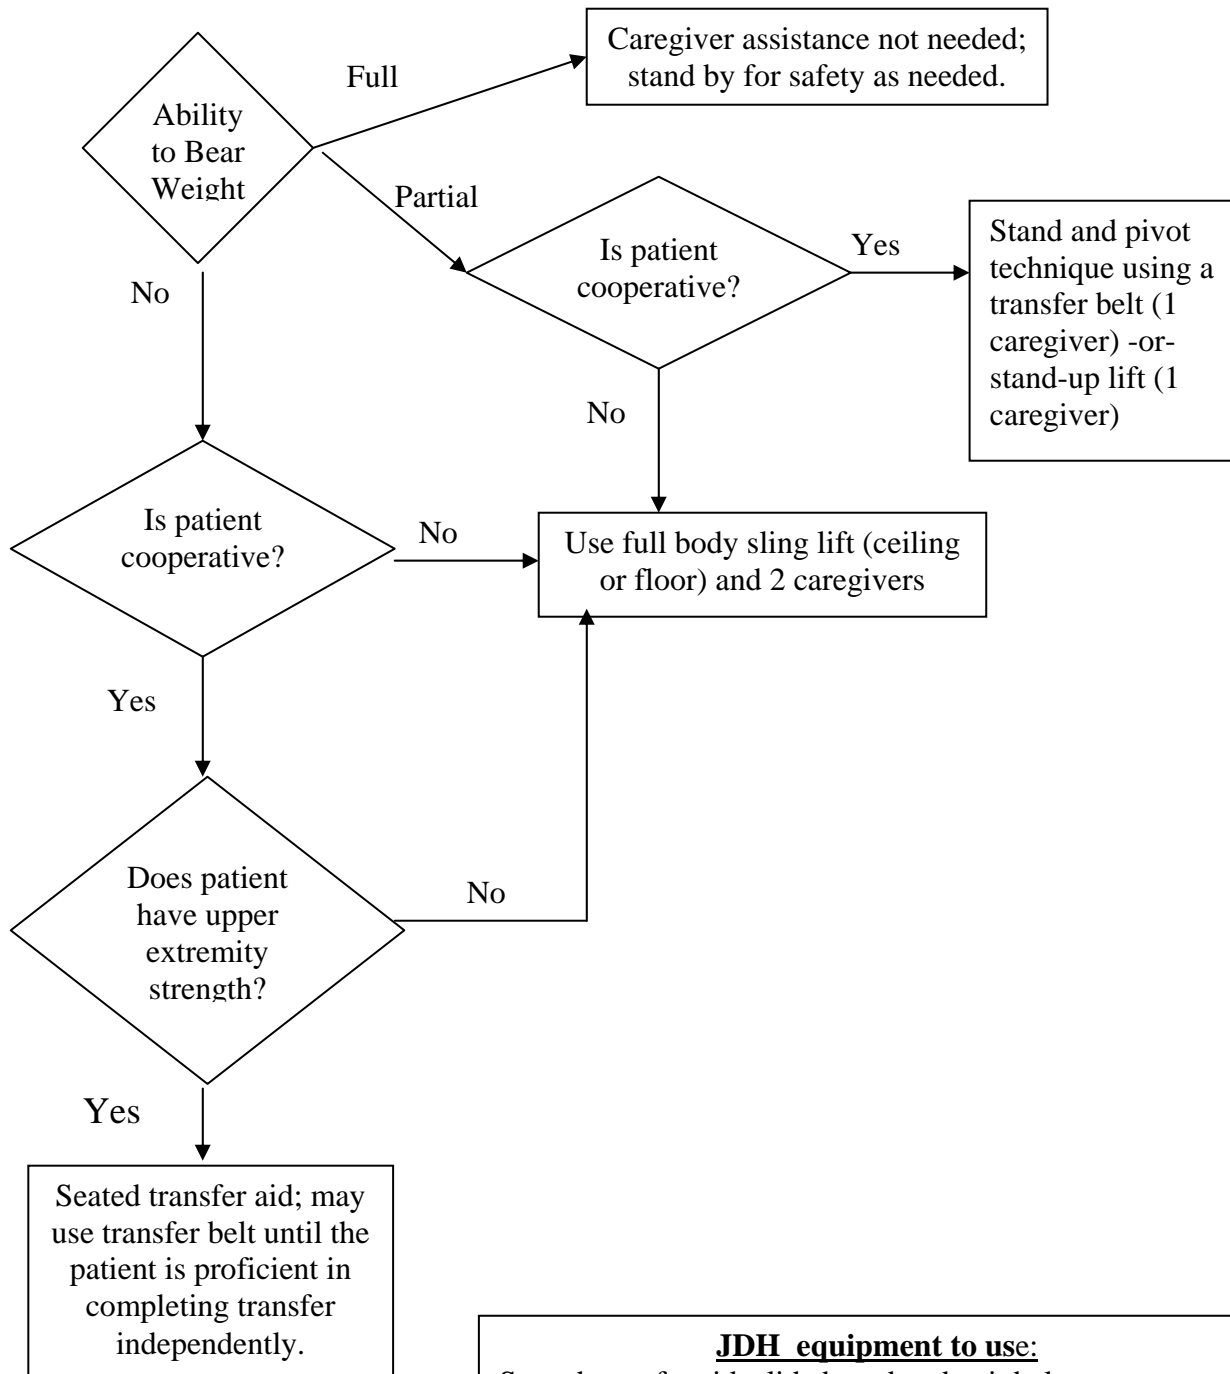 Caregiver assistance not needed;
stand by for safety as needed.
Full
Ability
to Bear
Weight
Partial
Is patient
cooperative?
Yes
Stand and pivot
technique using a
transfer belt (1
caregiver) -or-
stand-up lift (1
caregiver)
No
No
Is patient
cooperative?
No
Use full body sling lift (ceiling
or floor) and 2 caregivers
Yes
Does patient
have upper
extremity
strength?
No
Yes
Seated transfer aid; may
use transfer belt until the
patient is proficient in
completing transfer
independently.
JDH equipment to use: